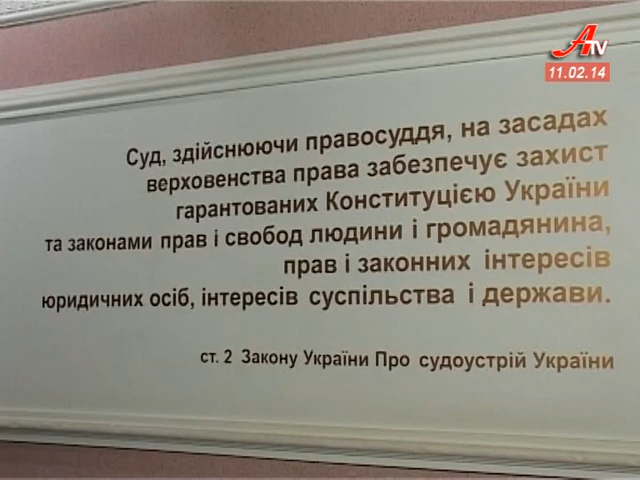 ATV
11.02.14
Суд, здійснюючи правосуддя, на засадах
верховенства права забезпечує захист
гарантованих Конституцією України
та законами прав і свобод людини і громадянина,
прав і законних інтересів
юридичних осіб, інтересів суспільства і держави.
ст. 2 Закону України Про судоустрій України